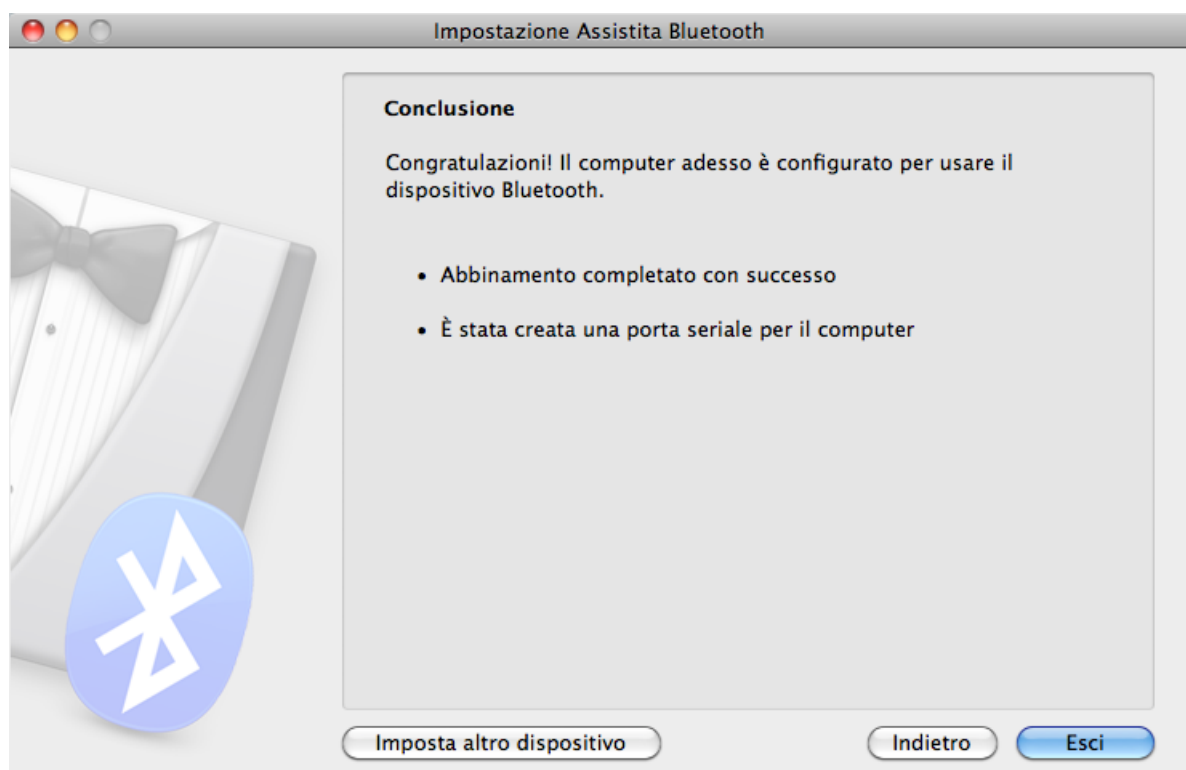 Impostazione Assistita Bluetooth
Conclusione
Congratulazioni! Il computer adesso è configurato per usare il
dispositivo Bluetooth.
• Abbinamento completato con successo
• È stata creata una porta seriale per il computer
Imposta altro dispositivo
Indietro
Esci